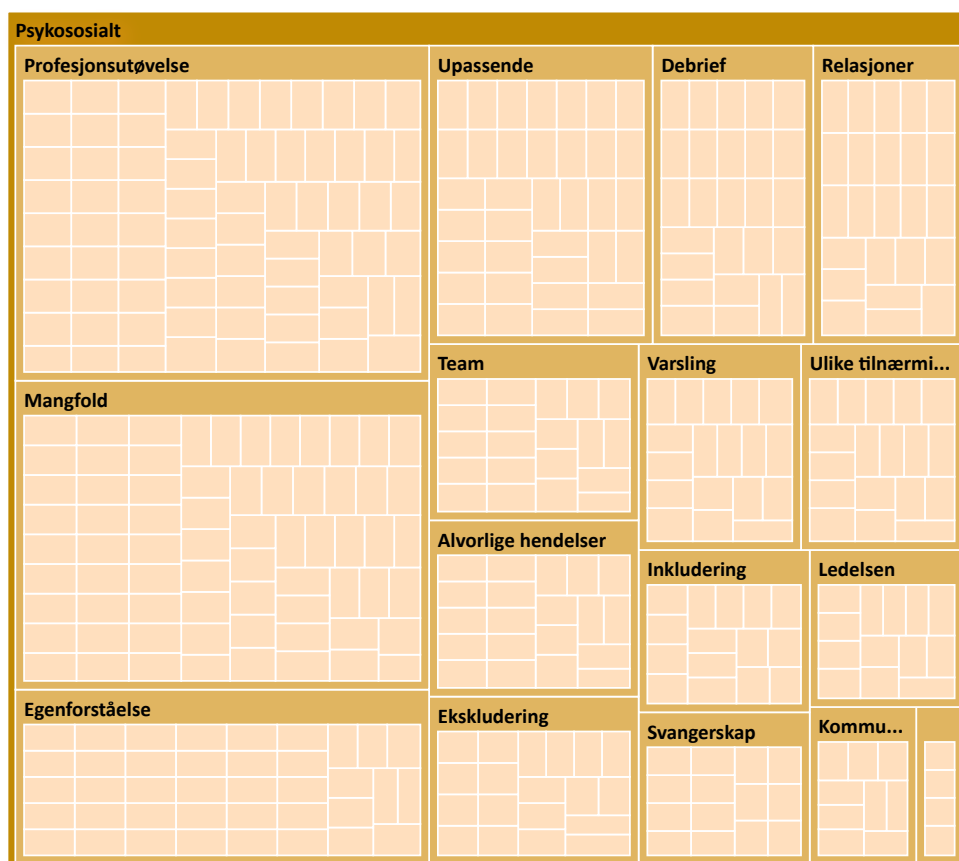 Psykososialt
Profesjonsutøvelse
Upassende
Debrief
Relasjoner
Team
Varsling
Ulike tilnærmi...
Mangfold
Alvorlige hendelser
Inkludering
Ledelsen
Egenforståelse
Ekskludering
Svangerskap
Kommu...